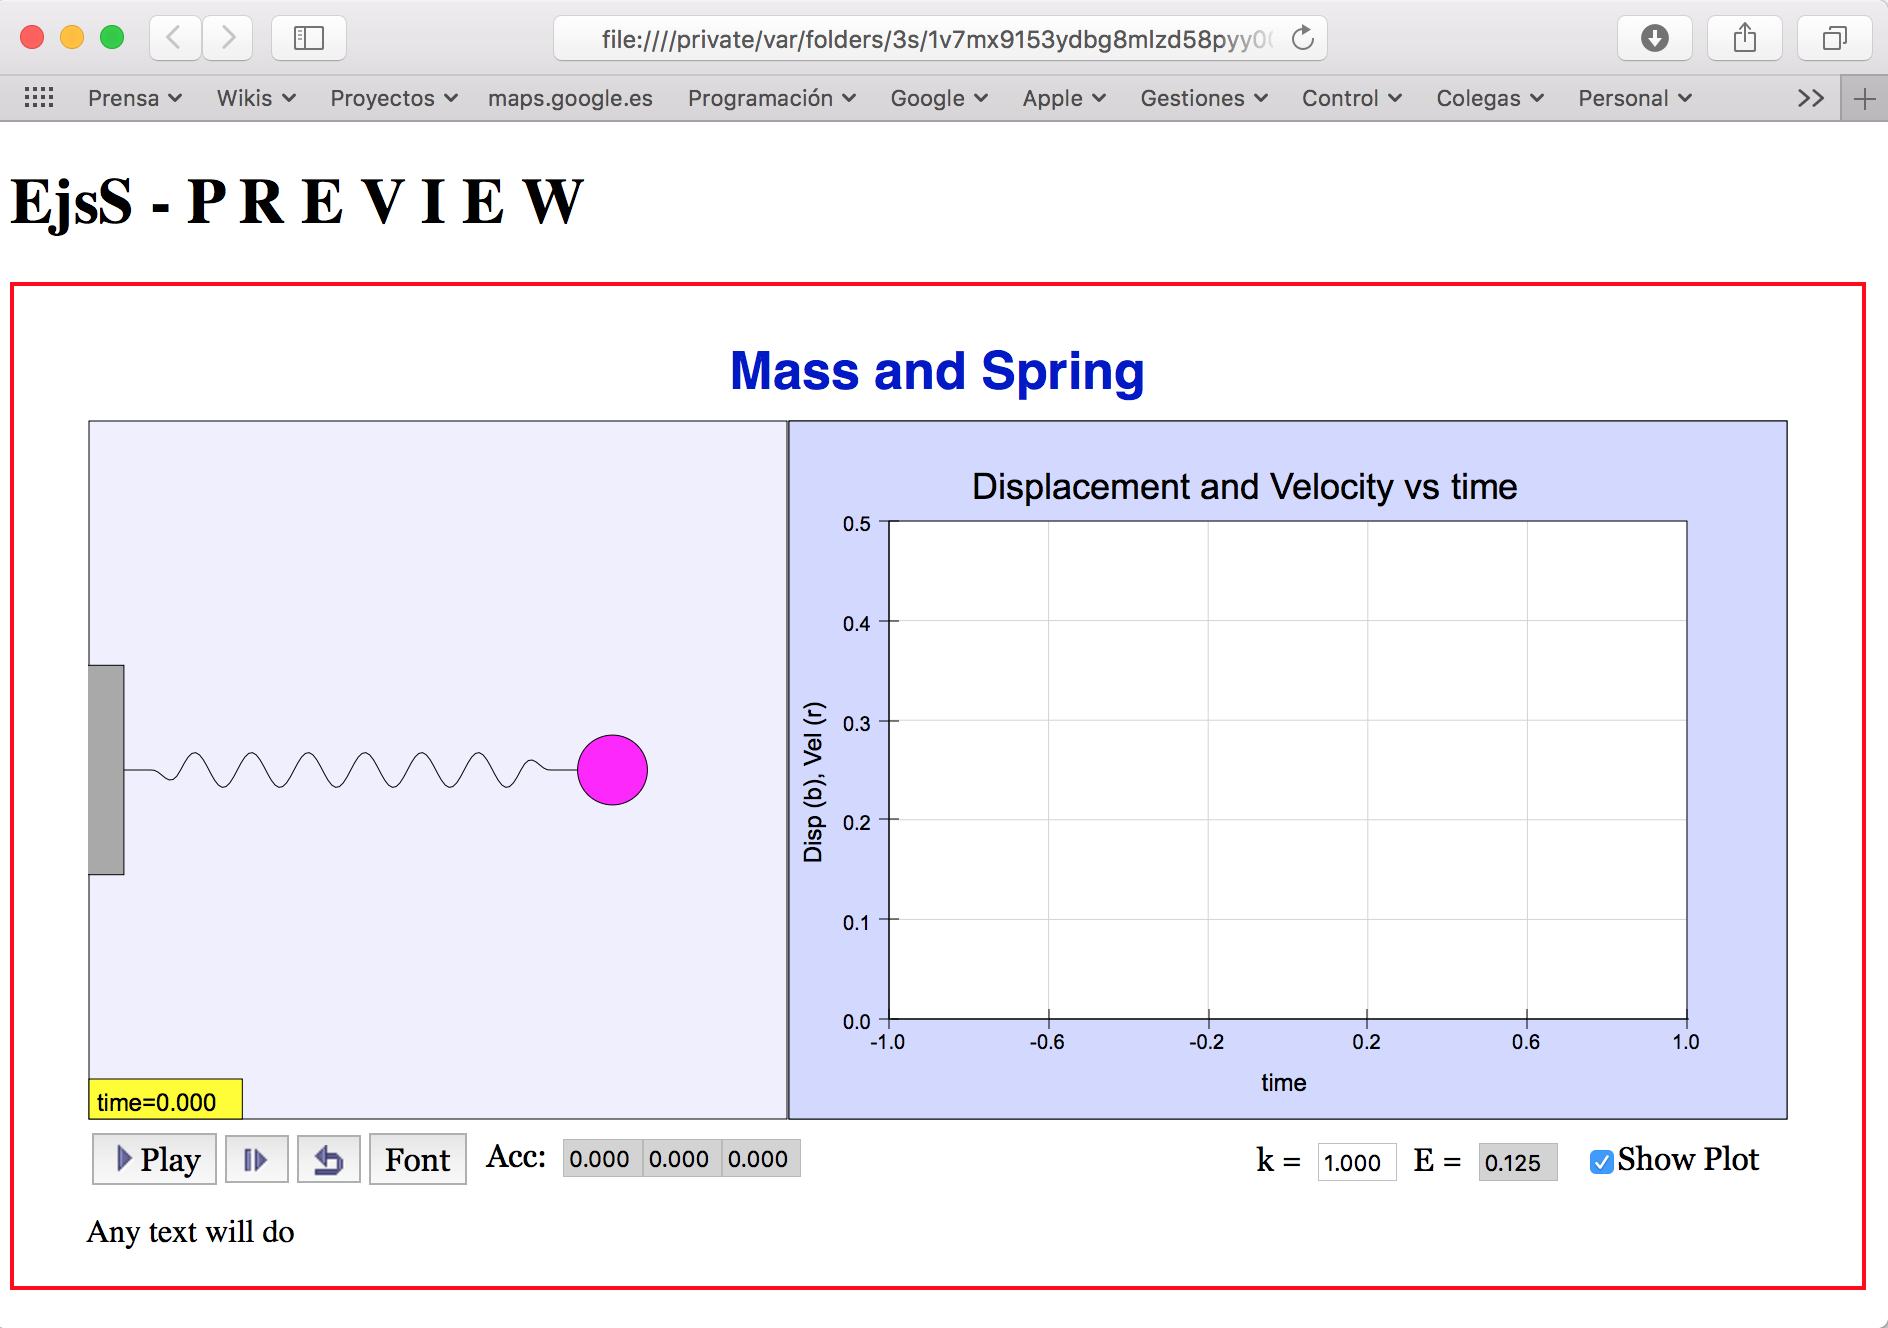 file:////private/var/folders/3s/1v7mx9153ydbg8mlzd58pyy0
Prensa Wikis Proyectos maps.google.es Programación Google Apple Gestiones Control Colegas Personal
EjsS - P R E V I E W
Mass and Spring
Displacement and Velocity vs time
0.5
0.4
0.3
0.2
0.1
0.0
Disp (b), Vel (r)
-1.0 -0.6 -0.2 0.2 0.6 1.0
time
time=0.000
Play Font Acc: 0.000 0.000 0.000 k = 1.000 E = 0.125 Show Plot
Any text will do